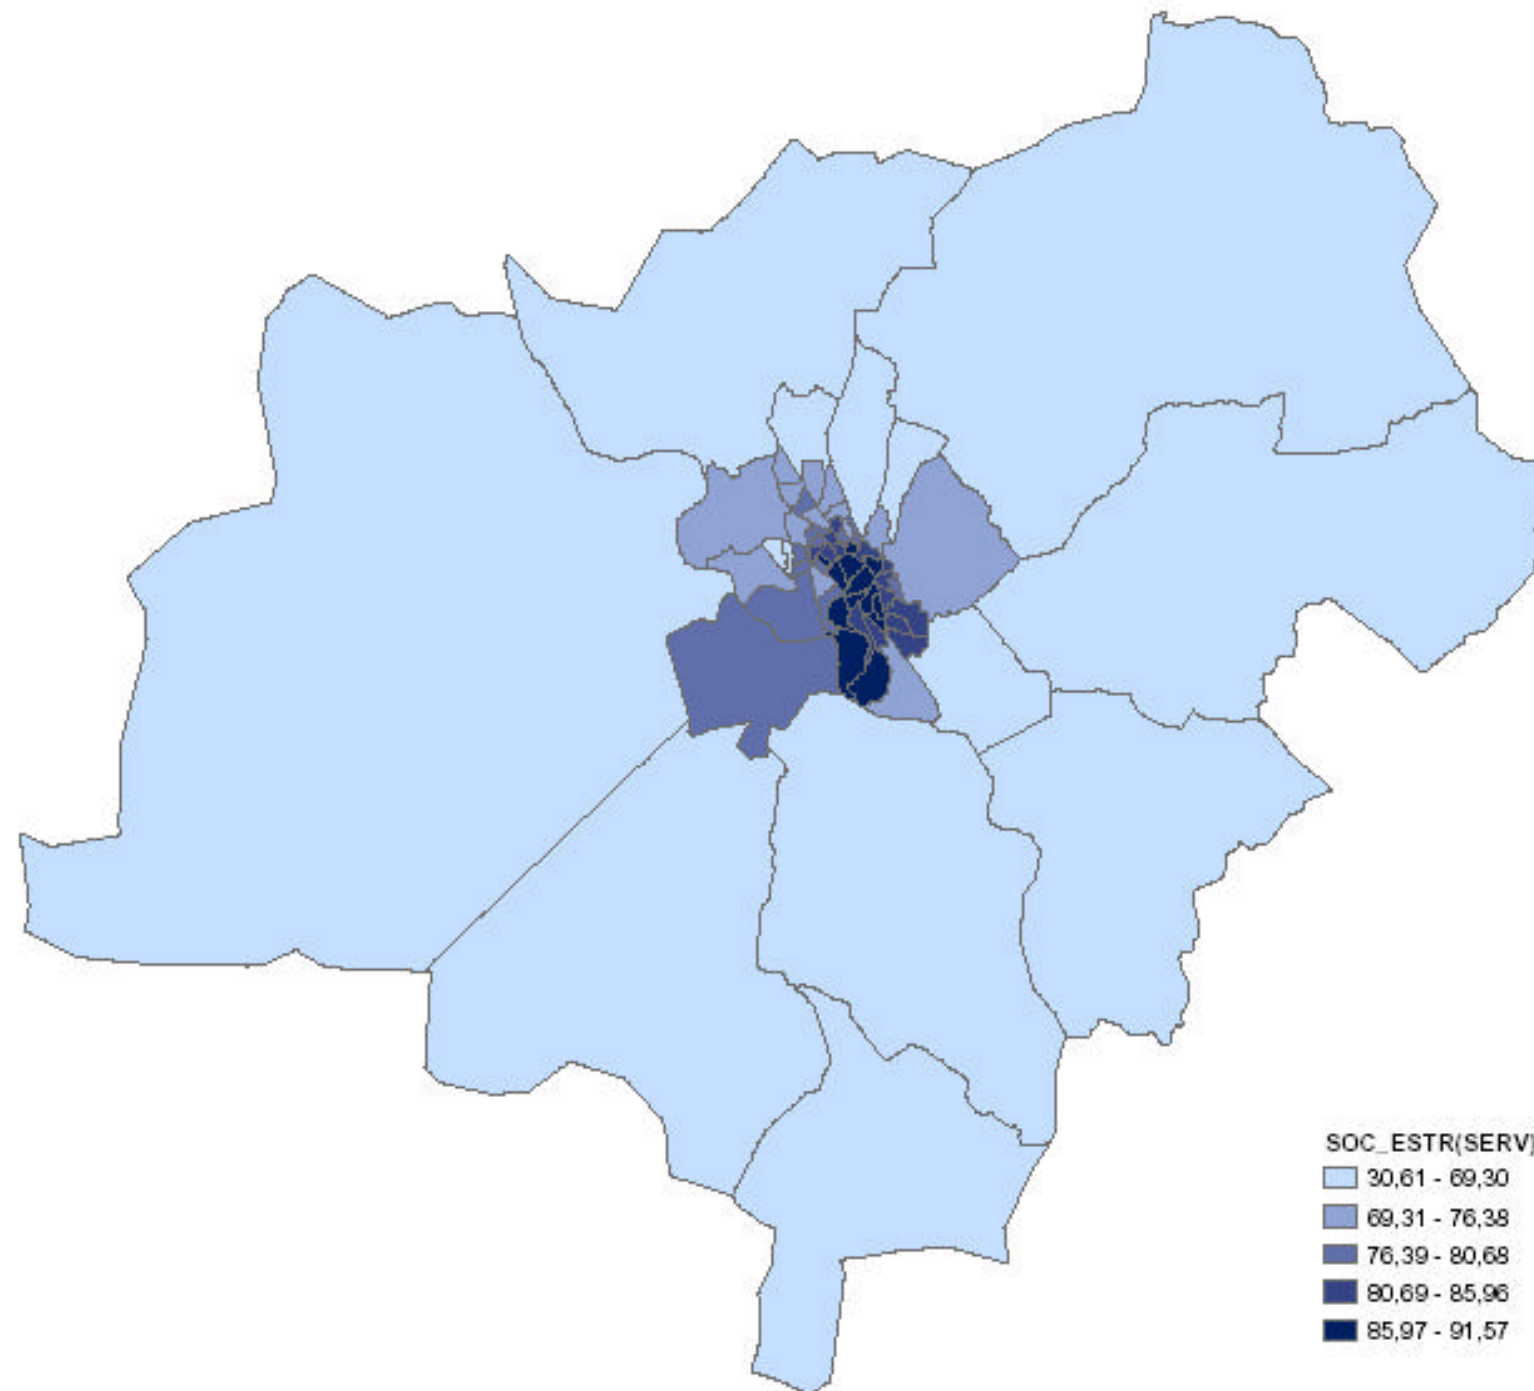 SOC_ESTR(SERV)
30,61 - 69,30
69,31 - 76,38
76,39 - 80,68
80,69 - 85,96
85,97 - 91,57